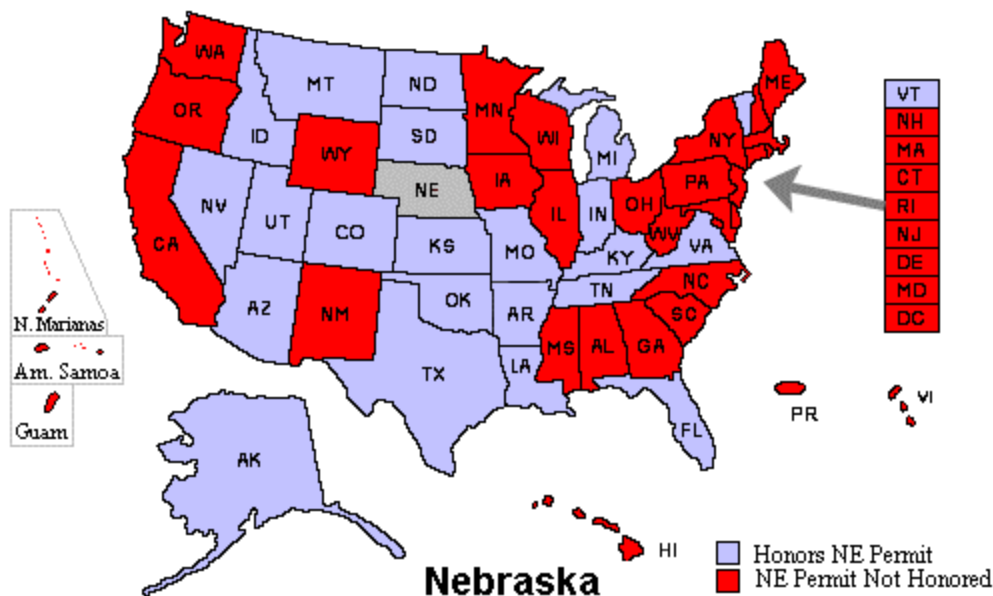 WA
MT
ND
MN
ME
VT
OR
ID
SD
WI
NY
NH
WY
MI
MA
NE
IA
PA
CT
NV
UT
CO
IL
IN
OH
RI
CA
KS
MO
WV
VA
NJ
KY
DE
AZ
NM
OK
TN
NC
MD
AR
SC
DC
N. Marianas
MS
AL
GA
TX
LA
Am. Samoa
PR
VI
Guam
FL
AK
HI
Honors NE Permit
Nebraska
NE Permit Not Honored